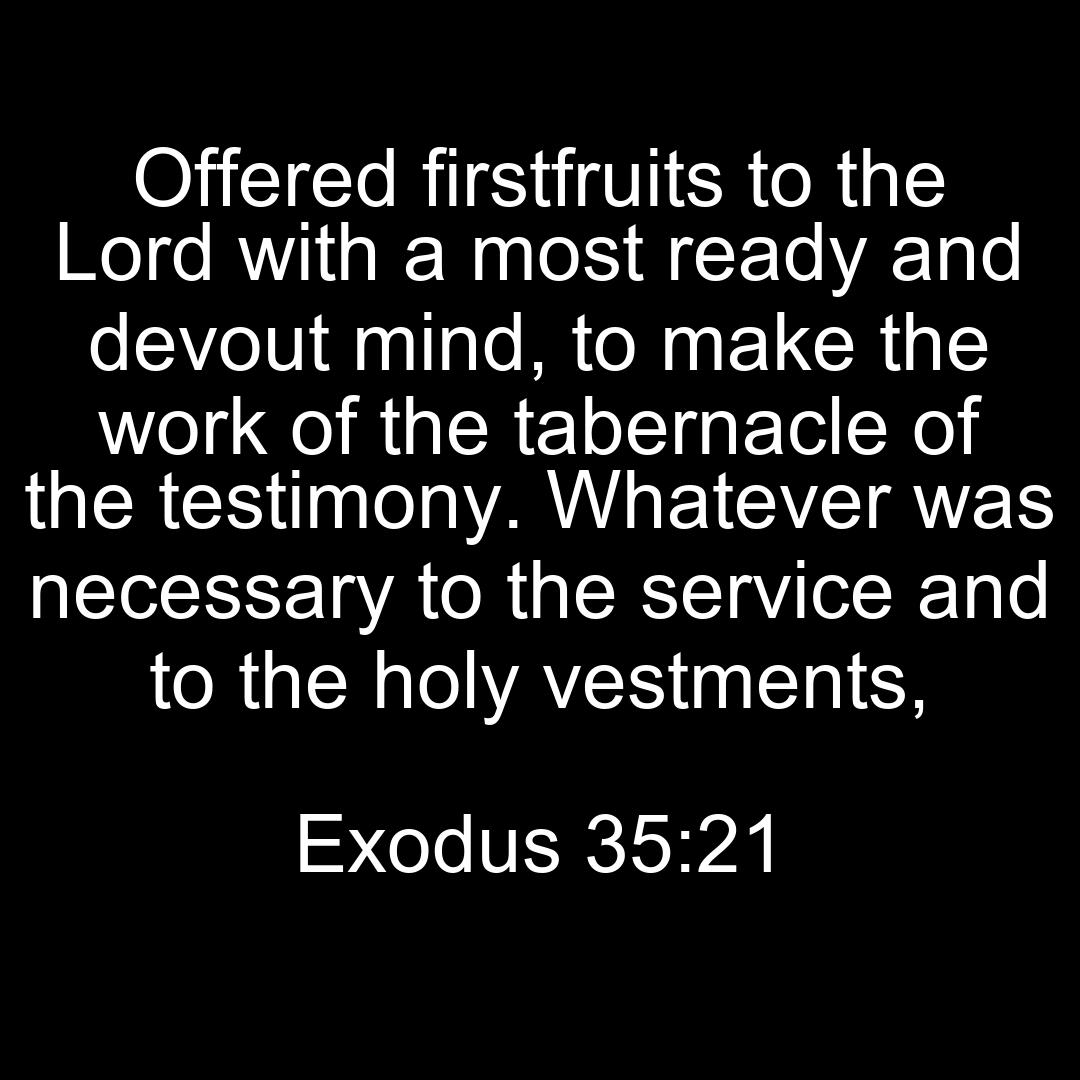 Offered firstfruits to the
Lord with a most ready and
devout mind, to make the
work of the tabernacle of
the testimony. Whatever was
necessary to the service and
to the holy vestments,
Exodus 35:21